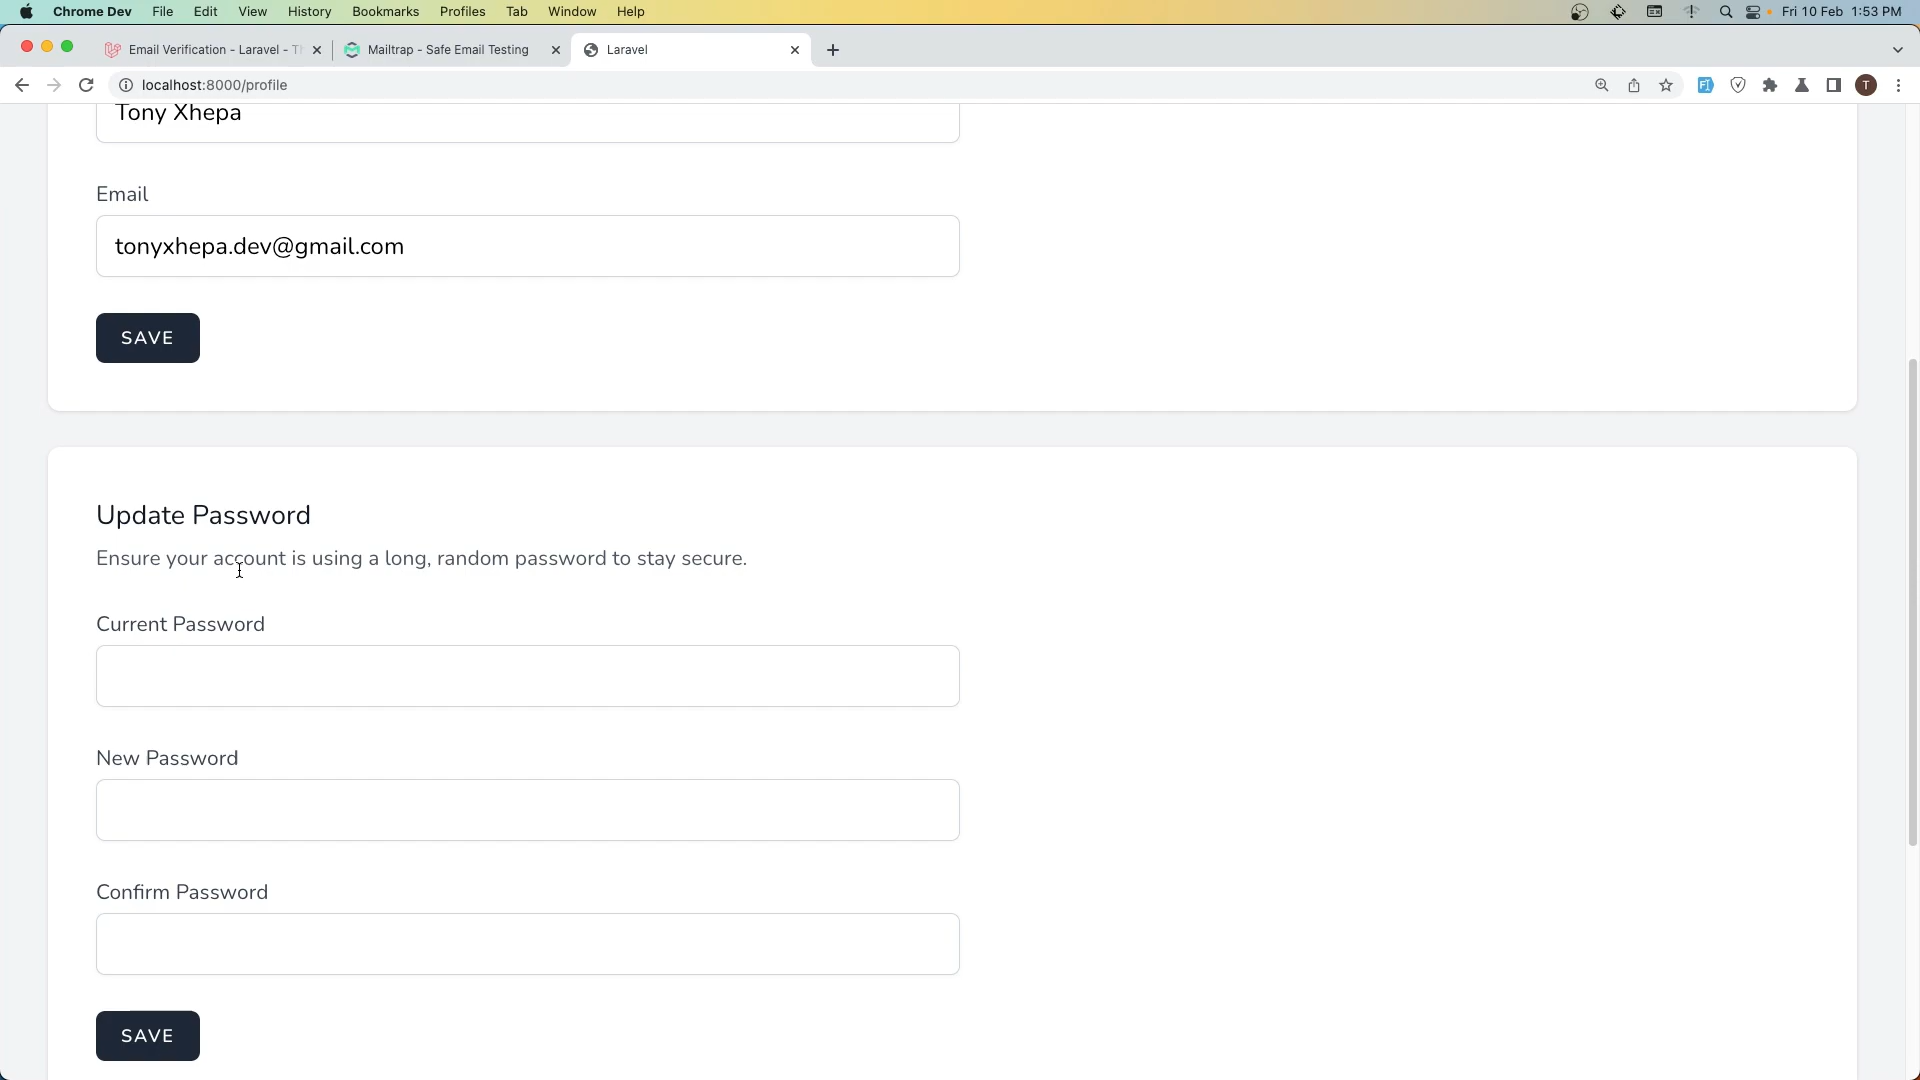 Chrome Dev File Edit View History Bookmarks Profiles Tab Window Help Fri 10 Feb 1:53 PM
Email Verification - Laravel - Mailtrap - Safe Email Testing Laravel
localhost:8000/profile T
Tony Xhepa
Email
tonyxhepa.dev@gmail.com
SAVE
Update Password
Ensure your account is using a long, random password to stay secure.
Current Password
New Password
Confirm Password
SAVE